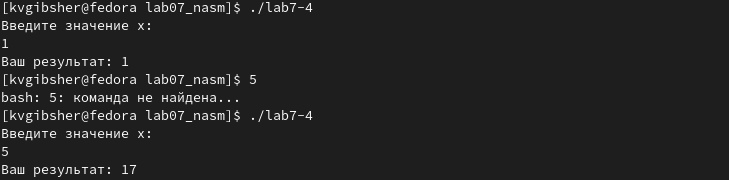 [kvgibsher@fedora lab07_nasm]$ ./lab7-4
Введите значение x:
1
Ваш результат: 1
[kvgibsher@fedora lab07_nasm]$ 5
bash: 5: команда не найдена...
[kvgibsher@fedora lab07_nasm]$ ./lab7-4
Введите значение x:
5
Ваш результат: 17